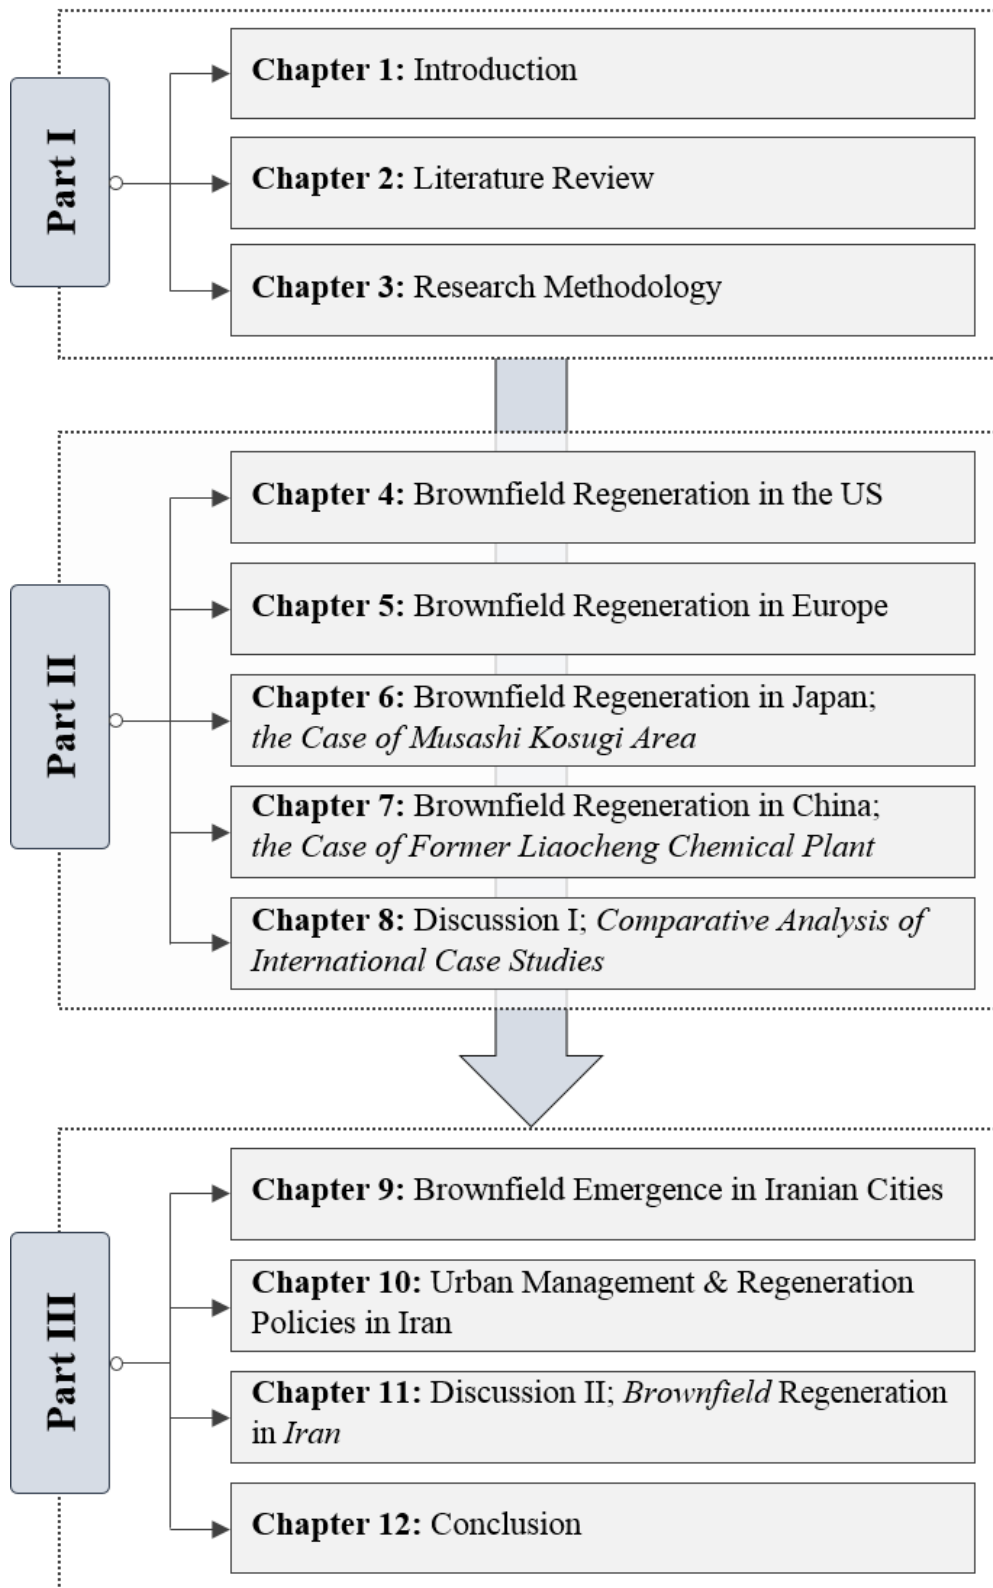 Part I
Chapter 1: Introduction
Chapter 2: Literature Review
Chapter 3: Research Methodology
Part II
Chapter 4: Brownfield Regeneration in the US
Chapter 5: Brownfield Regeneration in Europe
Chapter 6: Brownfield Regeneration in Japan;
the Case of Musashi Kosugi Area
Chapter 7: Brownfield Regeneration in China;
the Case of Former Liaocheng Chemical Plant
Chapter 8: Discussion I; Comparative Analysis of
International Case Studies
Part III
Chapter 9: Brownfield Emergence in Iranian Cities
Chapter 10: Urban Management & Regeneration
Policies in Iran
Chapter 11: Discussion II; Brownfield Regeneration
in Iran
Chapter 12: Conclusion